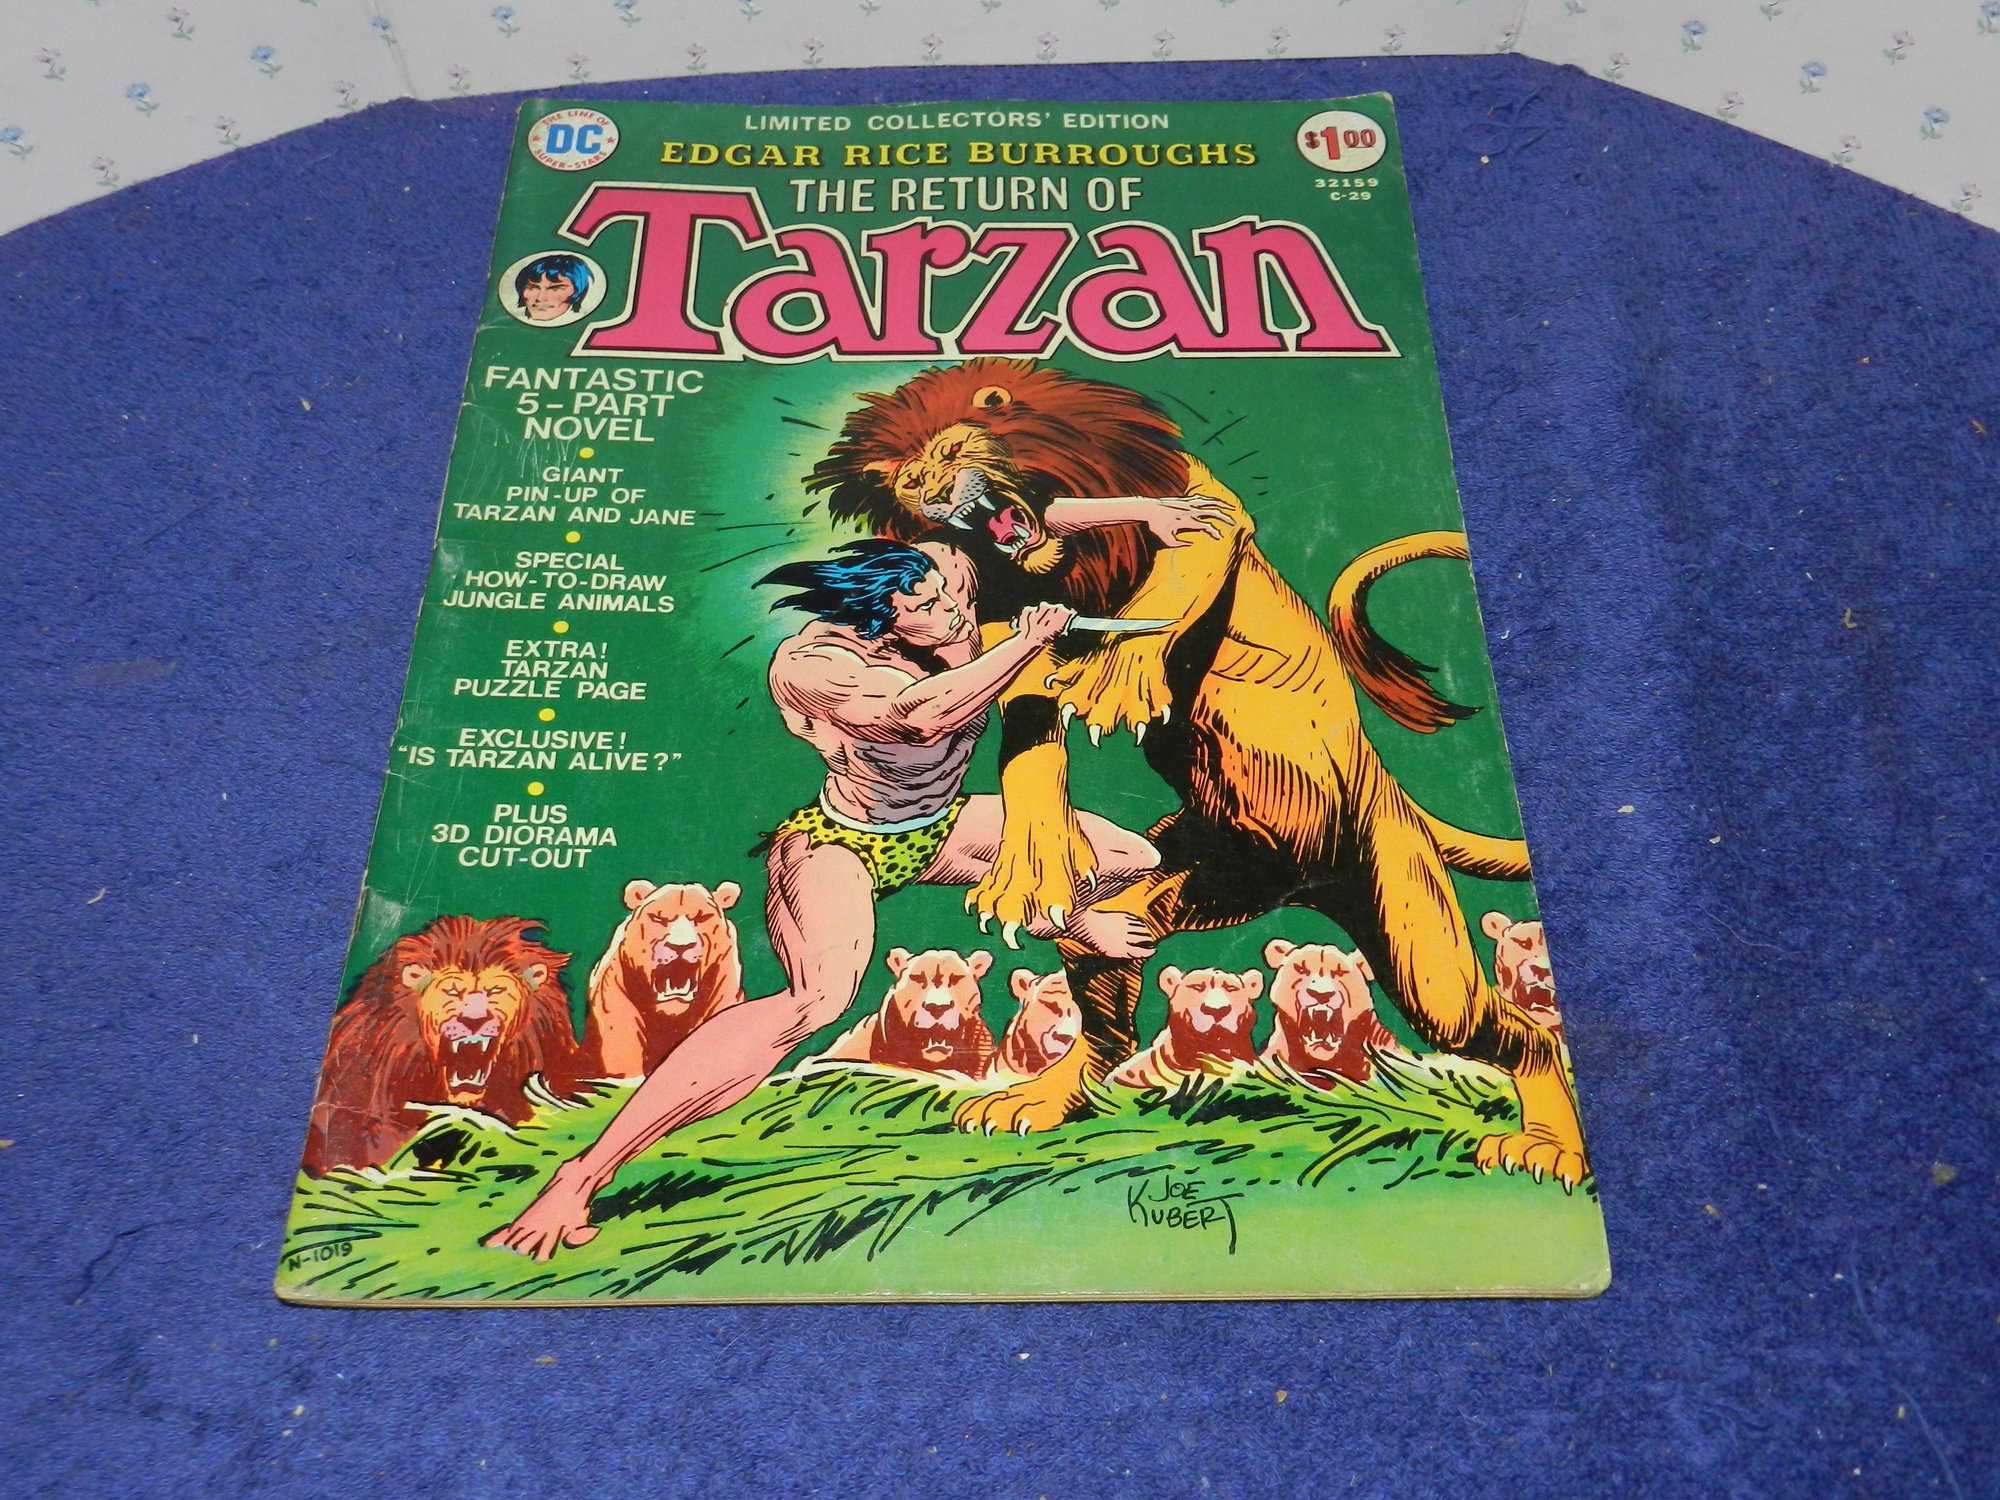 THE LINE OF
DC
SUPER-STARS
LIMITED COLLECTORS' EDITION
$1.00
EDGAR RICE BURROUGHS
32159
C-29
THE RETURN OF
Tarzan
FANTASTIC
5-PART
NOVEL
GIANT
PIN-UP OF
TARZAN AND JANE
SPECIAL
HOW-TO-DRAW
JUNGLE ANIMALS
EXTRA!
TARZAN
PUZZLE PAGE
EXCLUSIVE!
"IS TARZAN ALIVE?"
PLUS
3D DIORAMA
CUT-OUT
JOE
KUBERT
N-1019